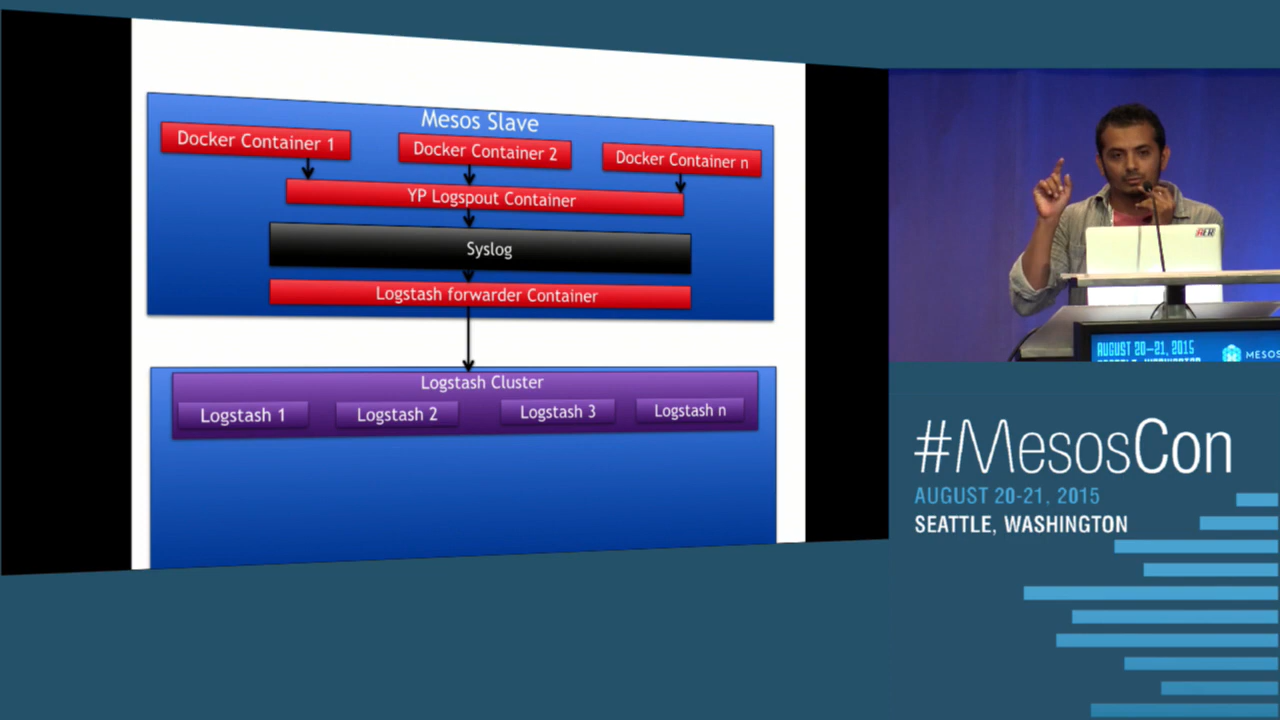 Mesos Slave
Docker Container 1
Docker Container 2
Docker Container n
YP Logspout Container
Syslog
Logstash forwarder Container
Logstash Cluster
Logstash 1
Logstash 2
Logstash 3
Logstash n
AUGUST 20-21, 2015
MESOS
#MesosCon
AUGUST 20-21, 2015
SEATTLE, WASHINGTON